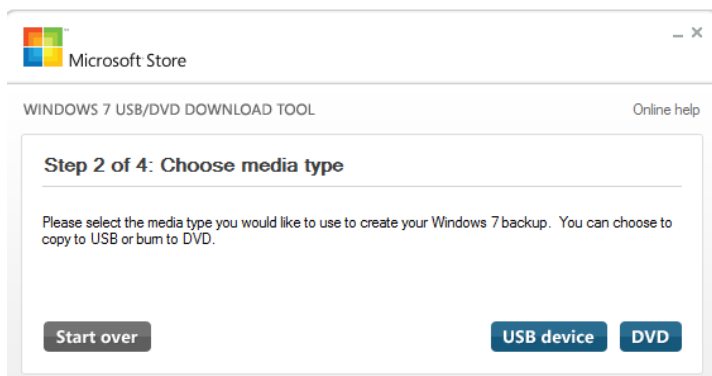 Microsoft Store
WINDOWS 7 USB/DVD DOWNLOAD TOOL Online help
Step 2 of 4: Choose media type
Please select the media type you would like to use to create your Windows 7 backup. You can choose to
copy to USB or burn to DVD.
Start over USB device DVD